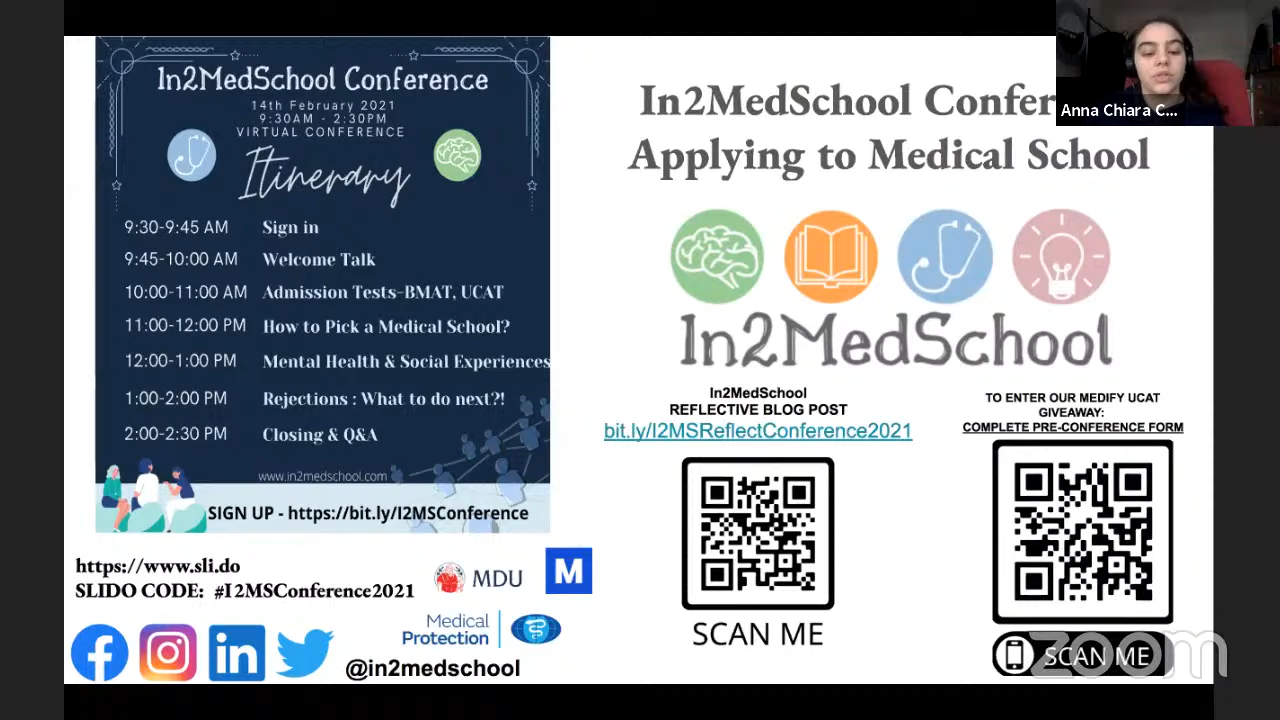 In2MedSchool Conference
14th February 2021
9:30AM - 2:30PM
VIRTUAL CONFERENCE
Itinerary
9:30-9:45 AM Sign in
9:45-10:00 AM Welcome Talk
10:00-11:00 AM Admission Tests-BMAT, UCAT
11:00-12:00 PM How to Pick a Medical School?
12:00-1:00 PM Mental Health & Social Experiences
1:00-2:00 PM Rejections : What to do next?!
2:00-2:30 PM Closing & Q&A
www.in2medschool.com
SIGN UP - https://bit.ly/I2MSConference
https://www.sli.do
SLIDO CODE: #I2MSConference2021
MDU
M
Medical
Protection
@in2medschool
In2MedSchool Confer
Applying to Medical School
In2MedSchool
In2MedSchool
REFLECTIVE BLOG POST
bit.ly/I2MSReflectConference2021
SCAN ME
TO ENTER OUR MEDIFY UCAT
GIVEAWAY:
COMPLETE PRE-CONFERENCE FORM
SCAN ME
zoom
Anna Chiara C...